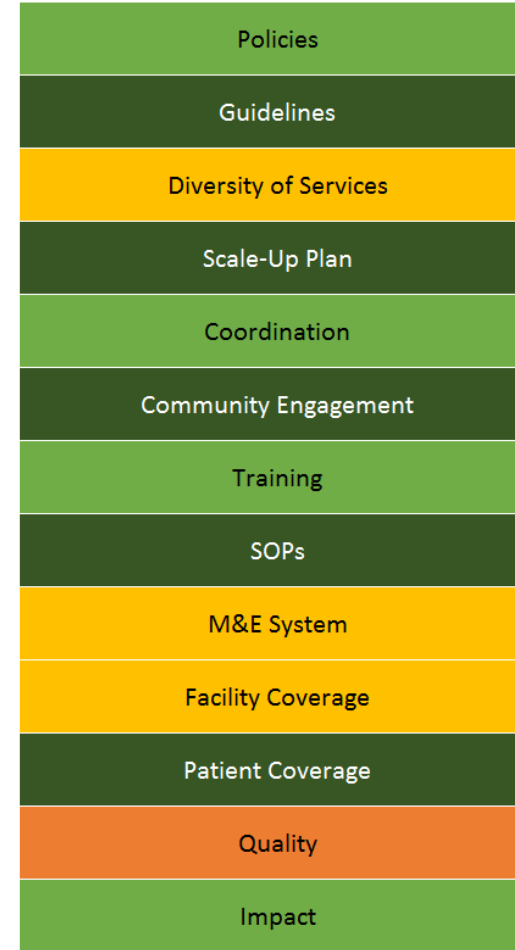 Policies
Guidelines
Diversity of Services
Scale-Up Plan
Coordination
Community Engagement
Training
SOPs
M&E System
Facility Coverage
Patient Coverage
Quality
Impact